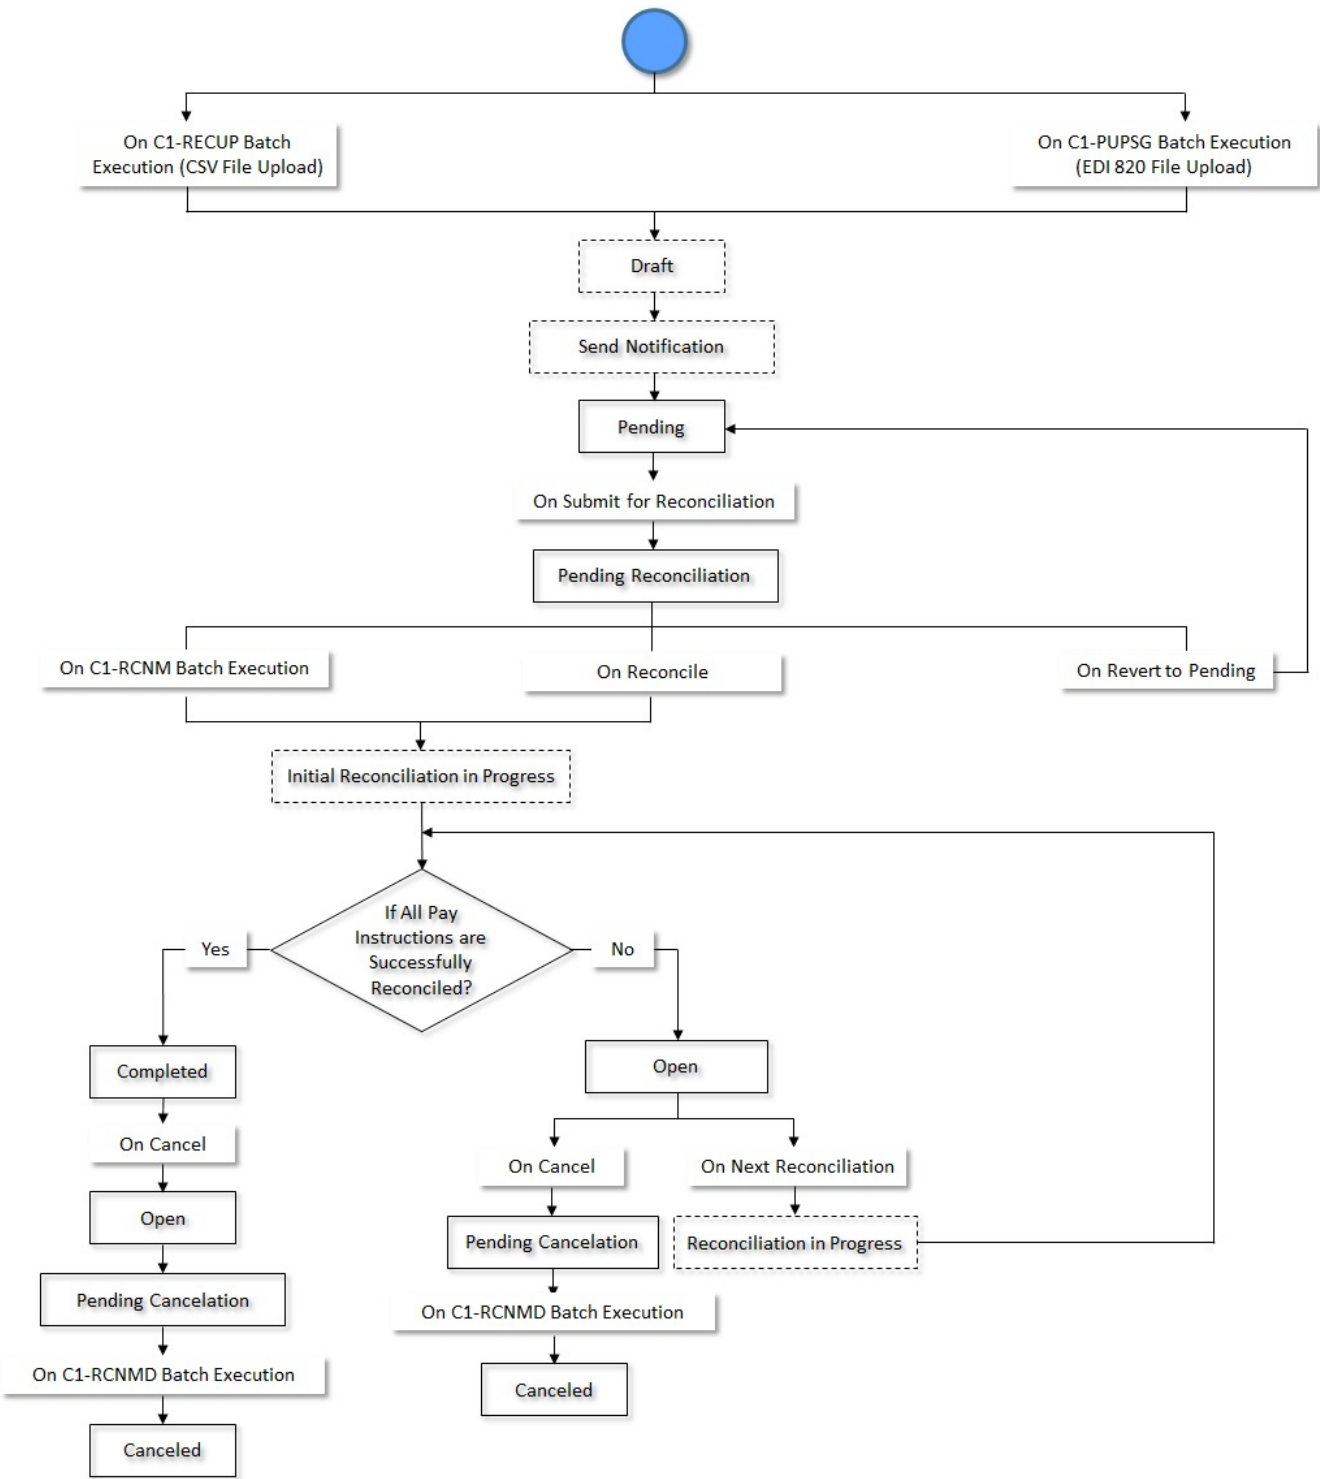 On C1-RECUP Batch
Execution (CSV File Upload)
On C1-PUPSG Batch Execution
(EDI 820 File Upload)
Draft
Send Notification
Pending
On Submit for Reconciliation
Pending Reconciliation
On C1-RCNM Batch Execution
On Reconcile
On Revert to Pending
Initial Reconciliation in Progress
If All Pay
Instructions are
Successfully
Reconciled?
Yes
No
Completed
On Cancel
Open
Pending Cancelation
On C1-RCNMD Batch Execution
Canceled
Open
On Cancel
On Next Reconciliation
Pending Cancelation
Reconciliation in Progress
On C1-RCNMD Batch Execution
Canceled